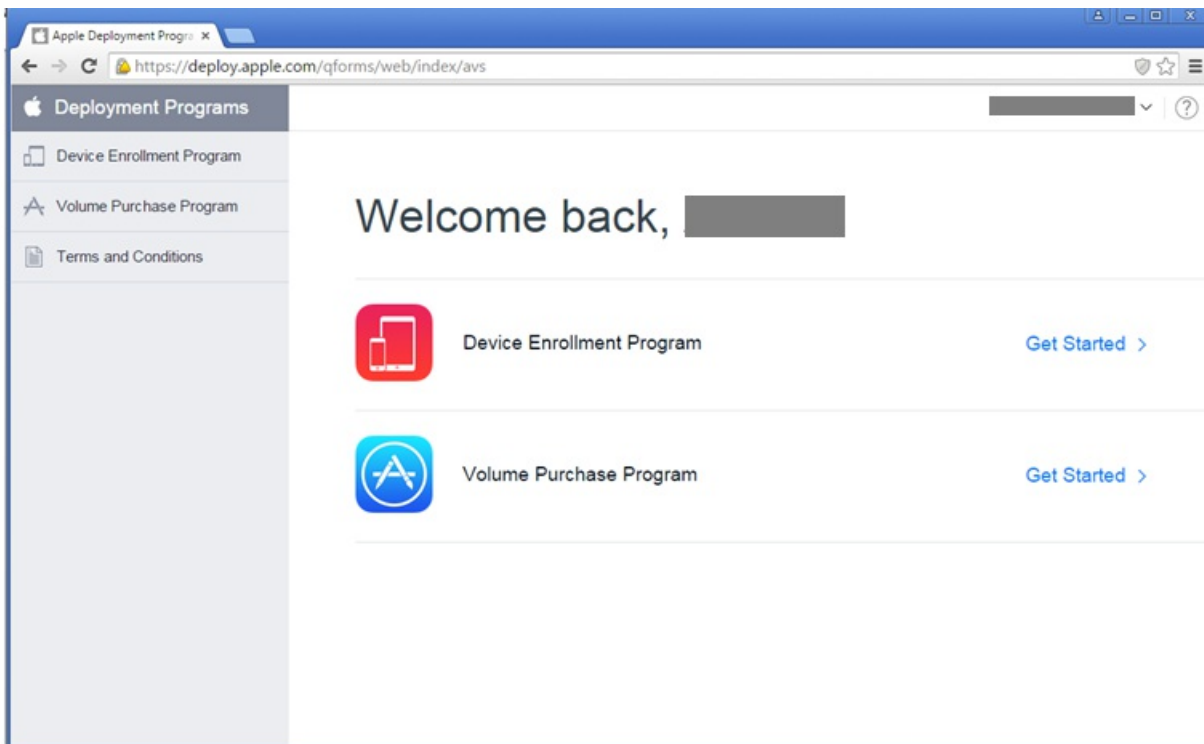 Apple Deployment Progra
https://deploy.apple.com/qforms/web/index/avs
Deployment Programs
Device Enrollment Program
Volume Purchase Program
Terms and Conditions
Welcome back,
Device Enrollment Program
Get Started
Volume Purchase Program
Get Started